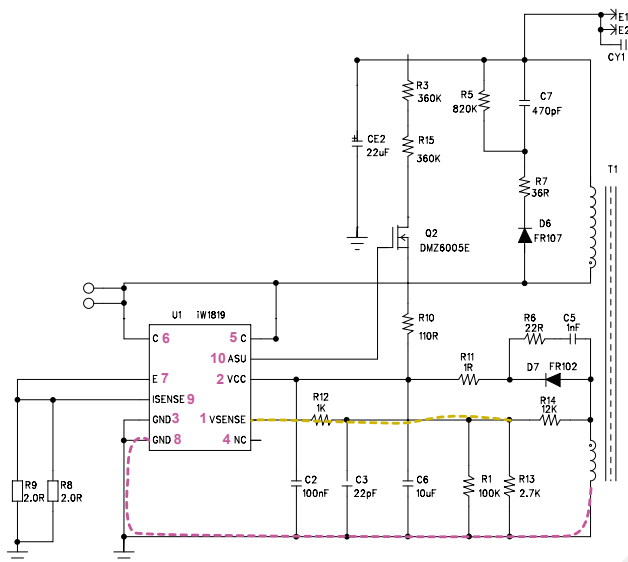 E1
E2
CY1
R3
360K
R5
820K
C7
470pF
CE2
22uF
+
R15
360K
T1
R7
36R
Q2
DMZ6005E
D6
FR107
U1 iW1819
R10
110R
R6
22R
C5
1nF
C 6
5 C
10 ASU
E 7
2 VCC
R11
1R
D7 FR102
ISENSE 9
GND 3
1 VSENSE
R12
1K
R14
12K
GND 8
4 NC
R9
2.0R
R8
2.0R
C2
100nF
C3
22pF
C6
10uF
R1
100K
R13
2.7K